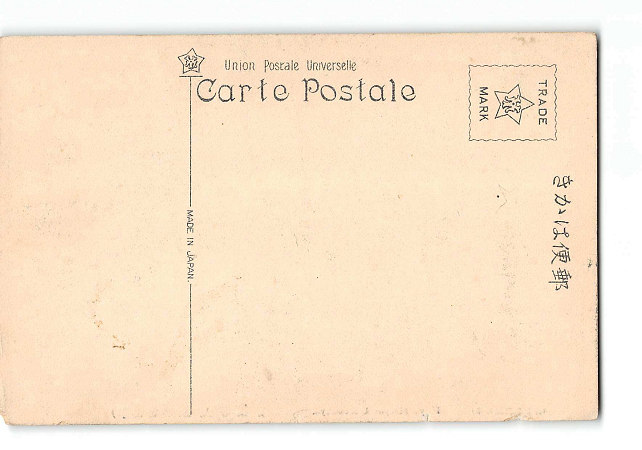 Union Postale Universelle
Carte Postale
TRADE
MARK
MADE IN JAPAN.
きかは便郵